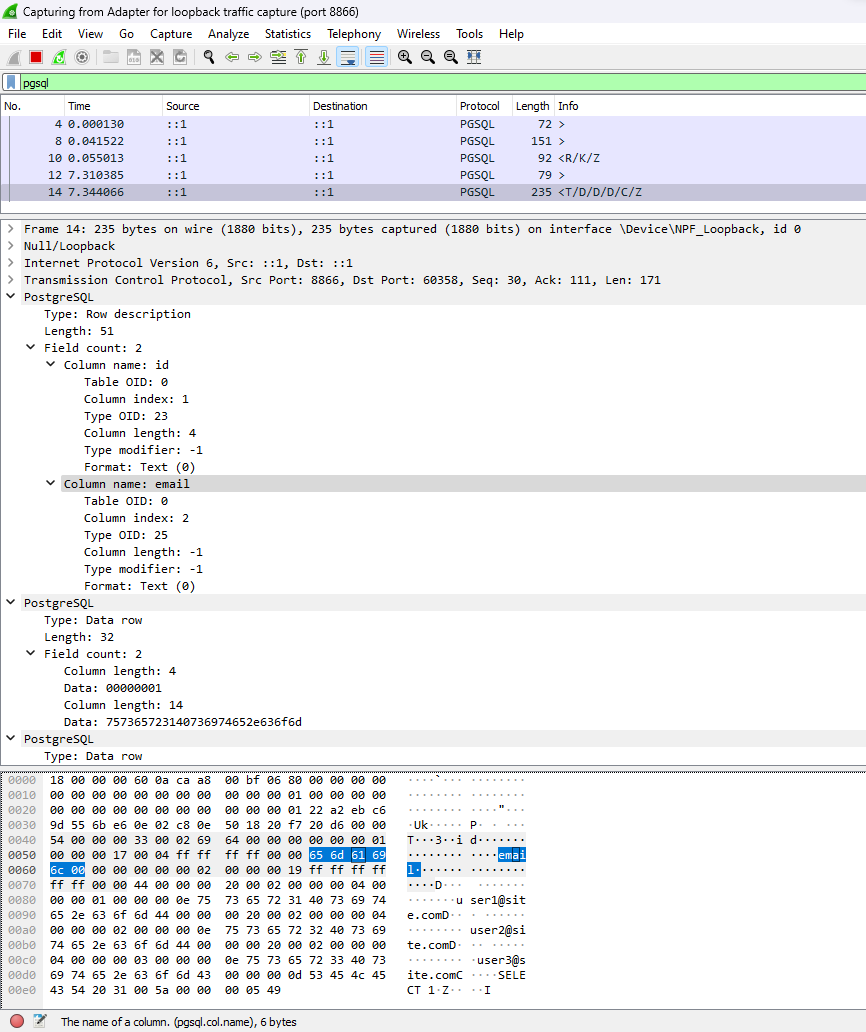 Capturing from Adapter for loopback traffic capture (port 8866)
File Edit View Go Capture Analyze Statistics Telephony Wireless Tools Help
pgsql
No. Time Source Destination Protocol Length Info
4 0.000130 ::1 ::1 PGSQL 72 >
8 0.041522 ::1 ::1 PGSQL 151 >
10 0.055013 ::1 ::1 PGSQL 92 <R/K/Z
12 7.310385 ::1 ::1 PGSQL 79 >
14 7.344066 ::1 ::1 PGSQL 235 <T/D/D/D/C/Z
Frame 14: 235 bytes on wire (1880 bits), 235 bytes captured (1880 bits) on interface \Device\NPF_Loopback, id 0
Null/Loopback
Internet Protocol Version 6, Src: ::1, Dst: ::1
Transmission Control Protocol, Src Port: 8866, Dst Port: 60358, Seq: 30, Ack: 111, Len: 171
PostgreSQL
Type: Row description
Length: 51
Field count: 2
Column name: id
Table OID: 0
Column index: 1
Type OID: 23
Column length: 4
Type modifier: -1
Format: Text (0)
Column name: email
Table OID: 0
Column index: 2
Type OID: 25
Column length: -1
Type modifier: -1
Format: Text (0)
PostgreSQL
Type: Data row
Length: 32
Field count: 2
Column length: 4
Data: 00000001
Column length: 14
Data: 757365723140736974652e636f6d
PostgreSQL
Type: Data row
0000 18 00 00 00 60 0a ca a8 00 bf 06 80 00 00 00 00 ····`··· ········
0010 00 00 00 00 00 00 00 00 00 00 00 01 00 00 00 00 ········ ········
0020 00 00 00 00 00 00 00 00 00 00 00 01 22 a2 eb c6 ········ ····"···
0030 9d 55 6b e6 0e 02 c8 0e 50 18 20 f7 20 d6 00 00 ·Uk····· P· · ···
0040 54 00 00 00 33 00 02 69 64 00 00 00 00 00 00 01 T···3··i d·······
0050 00 00 00 17 00 04 ff ff ff ff 00 00 65 6d 61 69 ········ ····emai
0060 6c 00 00 00 00 00 00 02 00 00 00 19 ff ff ff ff l······· ········
0070 ff ff 00 00 44 00 00 00 20 00 02 00 00 00 04 00 ····D··· ·······
0080 00 00 01 00 00 00 0e 75 73 65 72 31 40 73 69 74 ·······u ser1@sit
0090 65 2e 63 6f 6d 44 00 00 00 20 00 02 00 00 00 04 e.comD·· · ······
00a0 00 00 00 02 00 00 00 0e 75 73 65 72 32 40 73 69 ········ user2@si
00b0 74 65 2e 63 6f 6d 44 00 00 00 20 00 02 00 00 00 te.comD· ·· ·····
00c0 04 00 00 00 03 00 00 00 0e 75 73 65 72 33 40 73 ········ ·user3@s
00d0 69 74 65 2e 63 6f 6d 43 00 00 00 0d 53 45 4c 45 ite.comC ····SELE
00e0 43 54 20 31 00 5a 00 00 00 05 49 CT 1·Z·· ··I
The name of a column. (pgsql.col.name), 6 bytes